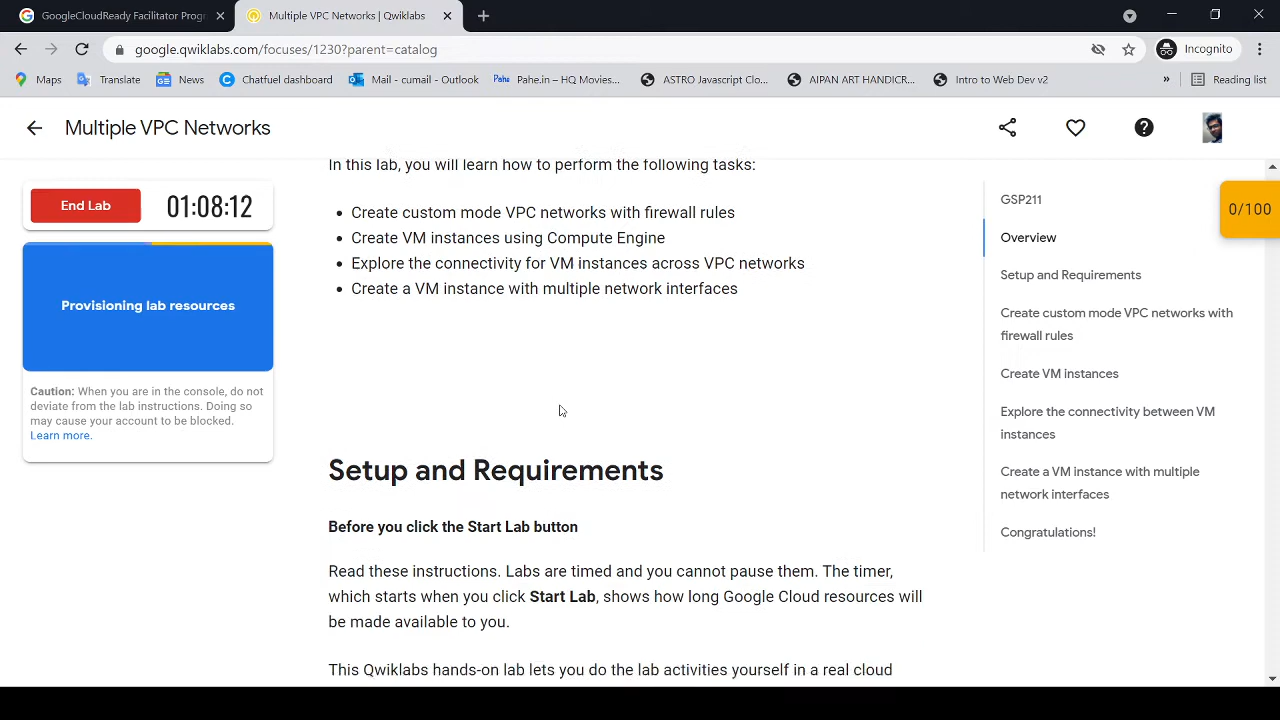 GoogleCloudReady Facilitator Prog
Multiple VPC Networks | Qwiklabs
google.qwiklabs.com/focuses/1230?parent=catalog
Incognito
Maps
Translate
News
Chatfuel dashboard
Mail - cumail - Outlook
Pahe.in – HQ Movies...
ASTRO Javascript Clo...
AIPAN ART HANDICR...
Intro to Web Dev v2
»
Reading list
Multiple VPC Networks
End Lab
01:08:12
Provisioning lab resources
Caution: When you are in the console, do not
deviate from the lab instructions. Doing so
may cause your account to be blocked.
Learn more.
In this lab, you will learn how to perform the following tasks:
• Create custom mode VPC networks with firewall rules
• Create VM instances using Compute Engine
• Explore the connectivity for VM instances across VPC networks
• Create a VM instance with multiple network interfaces
Setup and Requirements
Before you click the Start Lab button
Read these instructions. Labs are timed and you cannot pause them. The timer,
which starts when you click Start Lab, shows how long Google Cloud resources will
be made available to you.
This Qwiklabs hands-on lab lets you do the lab activities yourself in a real cloud
GSP211
Overview
Setup and Requirements
Create custom mode VPC networks with
firewall rules
Create VM instances
Explore the connectivity between VM
instances
Create a VM instance with multiple
network interfaces
Congratulations!
0/100